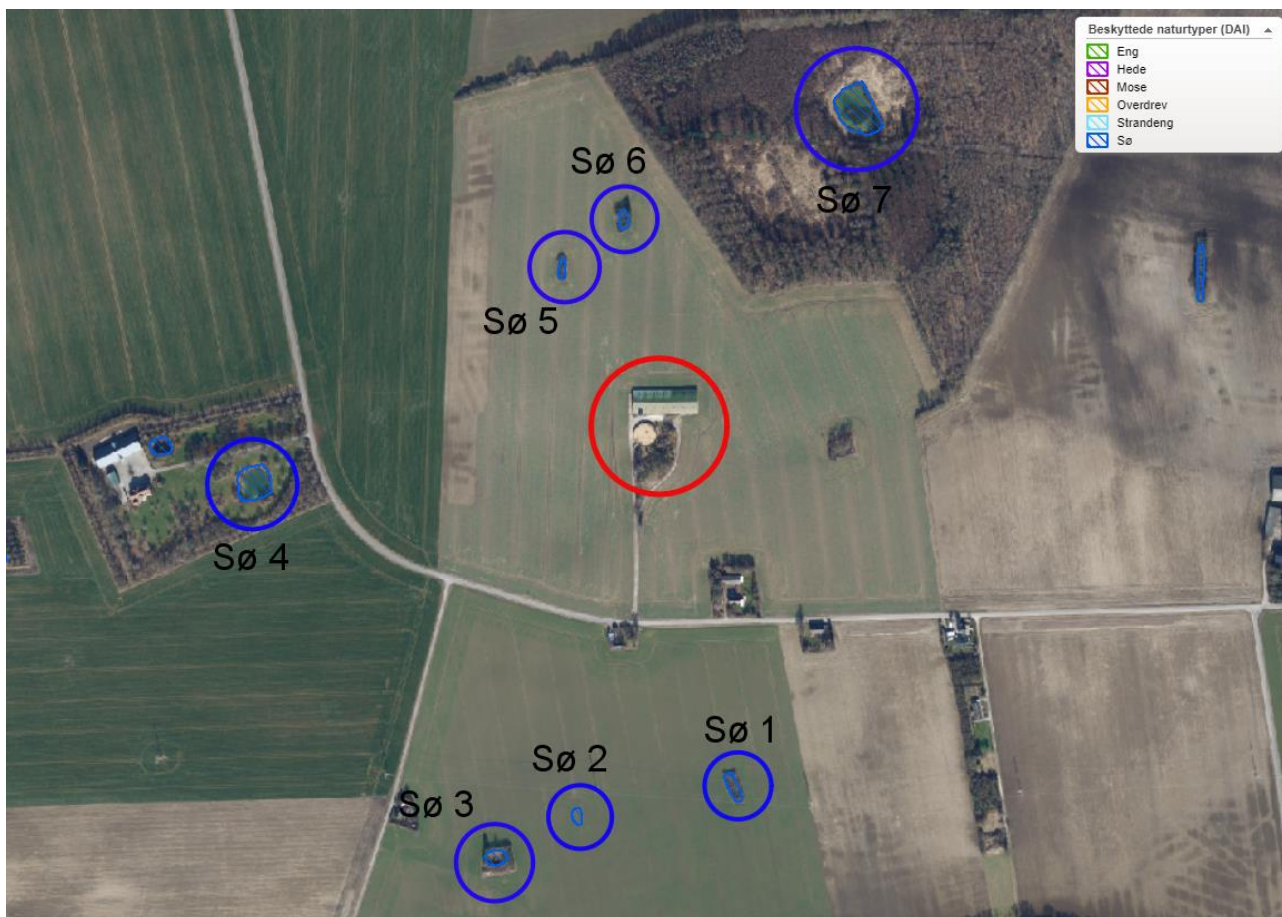 Beskyttede naturtyper (DAI)
Eng
Hede
Mose
Overdrev
Strandeng
Sø
Sø 6
Sø 7
Sø 5
Sø 4
Sø 1
Sø 2
Sø 3